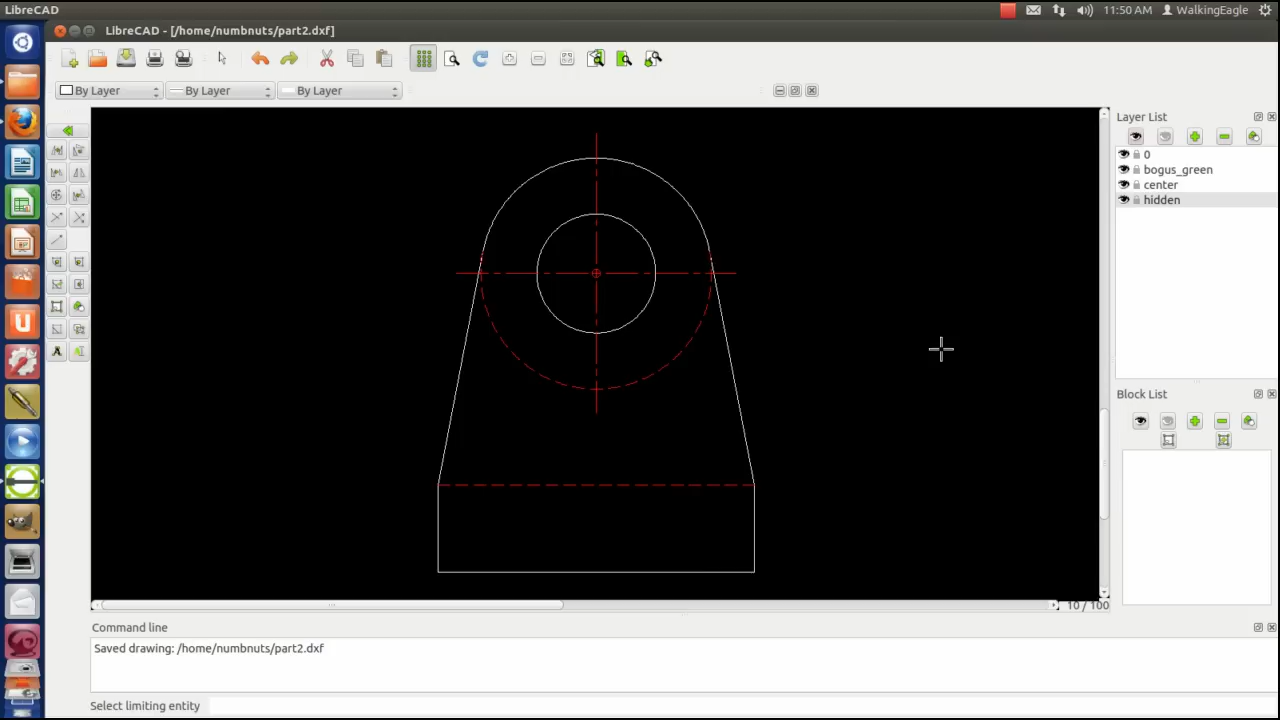 LibreCAD
11:50 AM
WalkingEagle
LibreCAD - [/home/numbnuts/part2.dxf]
By Layer
By Layer
By Layer
Layer List
0
bogus_green
center
hidden
Block List
10 / 100
Command line
Saved drawing: /home/numbnuts/part2.dxf
Select limiting entity